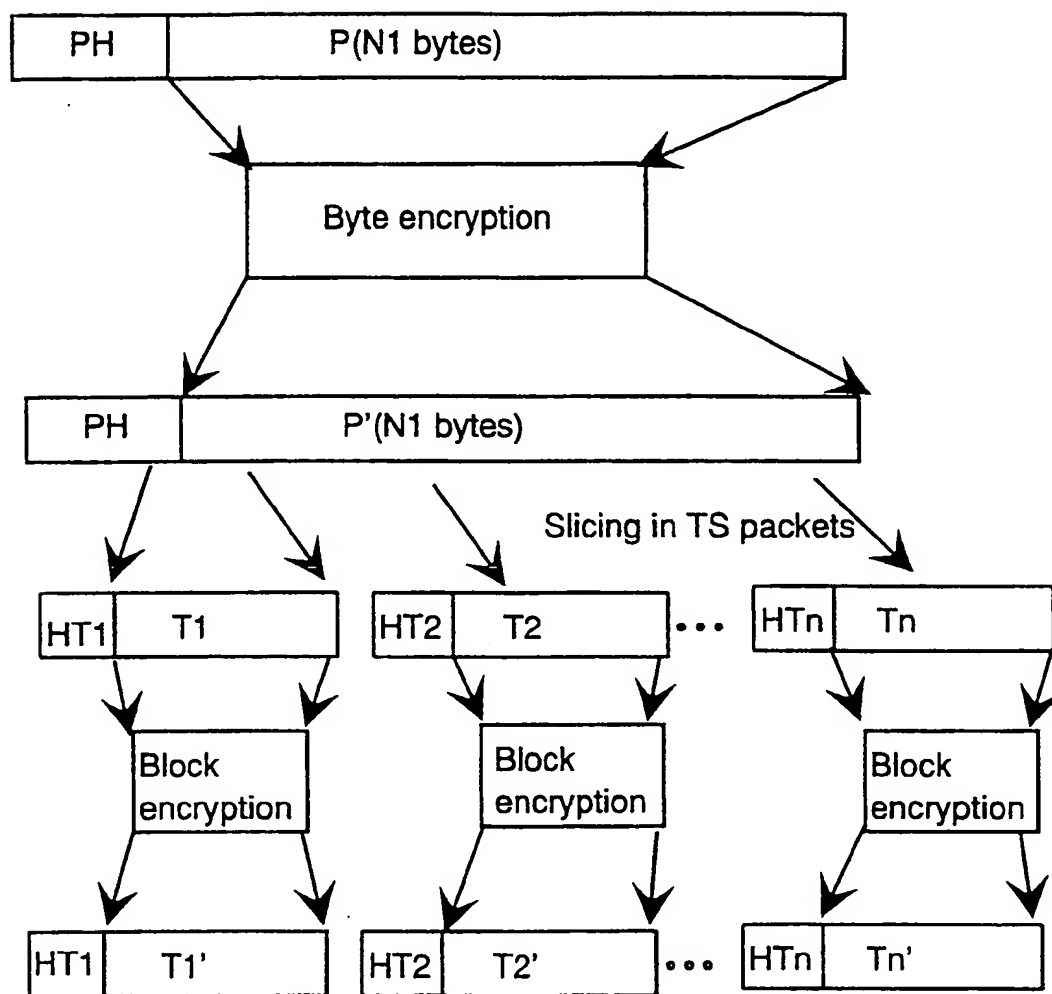 PH P(N1 bytes)
Byte encryption
PH P'(N1 bytes)
Slicing in TS packets
HT1 T1 HT2 T2 ••• HTn Tn
Block encryption
Block encryption
Block encryption
HT1 T1' HT2 T2' ••• HTn Tn'